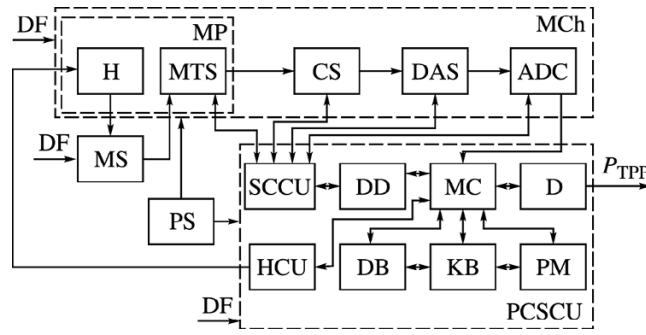 DF
MP
MCh
H
MTS
CS
DAS
ADC
DF
MS
SCCU
DD
MC
D
P_TPP
PS
HCU
DB
KB
PM
DF
PCSCU